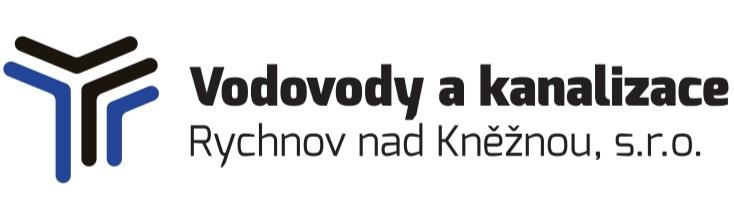 Vodovody a kanalizace
Rychnov nad Kněžnou, s.r.o.